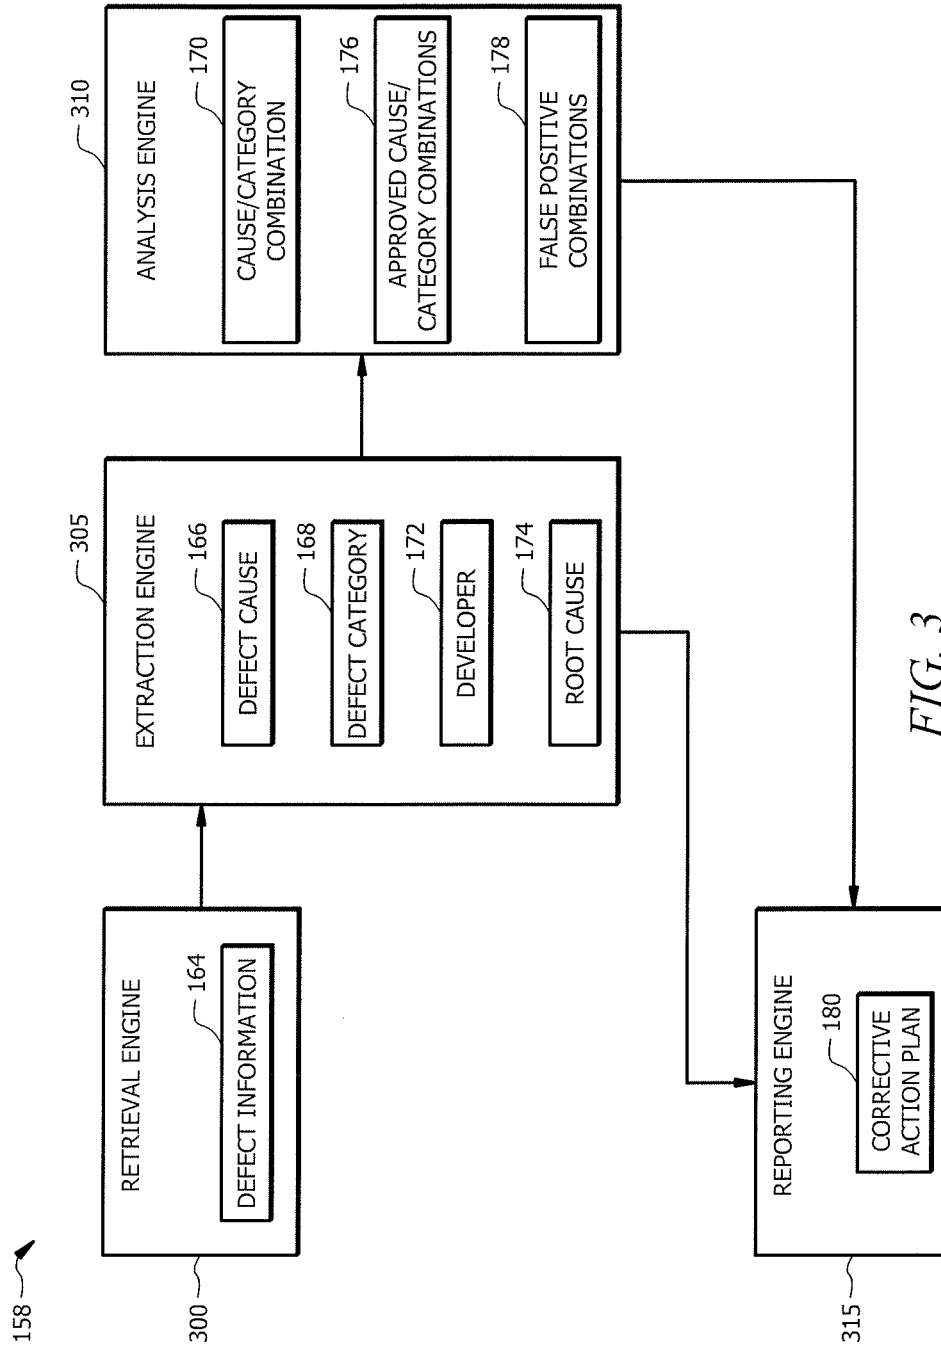 158
300
RETRIEVAL ENGINE
164
DEFECT INFORMATION
305
EXTRACTION ENGINE
166
DEFECT CAUSE
168
DEFECT CATEGORY
172
DEVELOPER
174
ROOT CAUSE
310
ANALYSIS ENGINE
170
CAUSE/CATEGORY
COMBINATION
176
APPROVED CAUSE/
CATEGORY COMBINATIONS
178
FALSE POSITIVE
COMBINATIONS
315
REPORTING ENGINE
180
CORRECTIVE
ACTION PLAN
FIG. 3